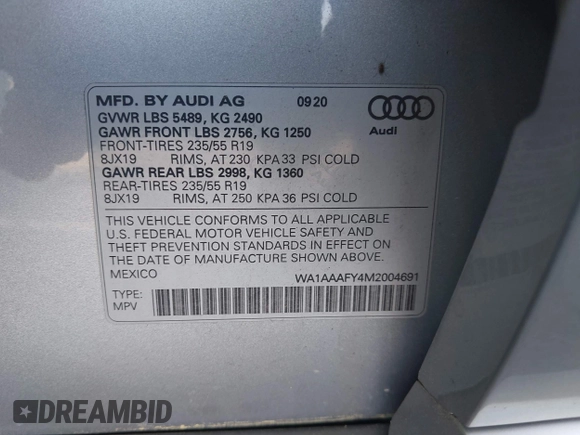 MFD. BY AUDI AG 09 20
GVWR LBS 5489, KG 2490
GAWR FRONT LBS 2756, KG 1250
FRONT-TIRES 235/55 R19
8JX19 RIMS, AT 230 KPA 33 PSI COLD
GAWR REAR LBS 2998, KG 1360
REAR-TIRES 235/55 R19
8JX19 RIMS, AT 250 KPA 36 PSI COLD
Audi
THIS VEHICLE CONFORMS TO ALL APPLICABLE
U.S. FEDERAL MOTOR VEHICLE SAFETY AND
THEFT PREVENTION STANDARDS IN EFFECT ON
THE DATE OF MANUFACTURE SHOWN ABOVE.
MEXICO WA1AAAFY4M2004691
TYPE:
MPV
DREAMBID